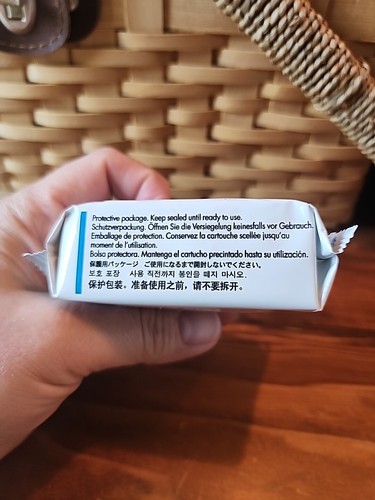 Protective package. Keep sealed until ready to use.
Schutzverpackung. Öffnen Sie die Versiegelung keinesfalls vor Gebrauch.
Emballage de protection. Conservez la cartouche scellée jusqu'au
moment de l'utilisation.
Bolsa protectora. Mantenga el cartucho precintado hasta su utilización.
保護用パッケージ ご使用になるまで開封しないでください。
보호 포장 사용 직전까지 봉인을 떼지 마시오.
保护包装。准备使用之前，请不要拆开。